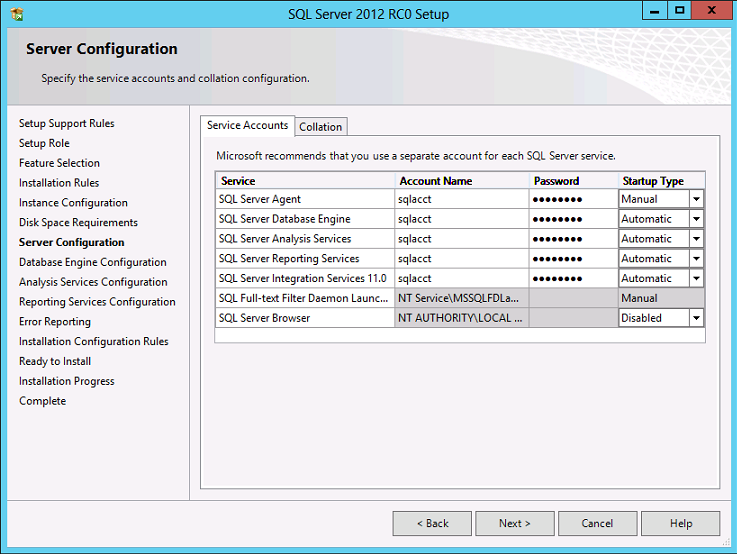 SQL Server 2012 RC0 Setup
Server Configuration
Specify the service accounts and collation configuration.
Setup Support Rules
Setup Role
Feature Selection
Installation Rules
Instance Configuration
Disk Space Requirements
Server Configuration
Database Engine Configuration
Analysis Services Configuration
Reporting Services Configuration
Error Reporting
Installation Configuration Rules
Ready to Install
Installation Progress
Complete
Service Accounts Collation
Microsoft recommends that you use a separate account for each SQL Server service.
Service Account Name Password Startup Type
SQL Server Agent sqlacct ●●●●●●●● Manual
SQL Server Database Engine sqlacct ●●●●●●●● Automatic
SQL Server Analysis Services sqlacct ●●●●●●●● Automatic
SQL Server Reporting Services sqlacct ●●●●●●●● Automatic
SQL Server Integration Services 11.0 sqlacct ●●●●●●●● Automatic
SQL Full-text Filter Daemon Launc... NT Service\MSSQLFDLa... Manual
SQL Server Browser NT AUTHORITY\LOCAL ... Disabled
< Back Next > Cancel Help